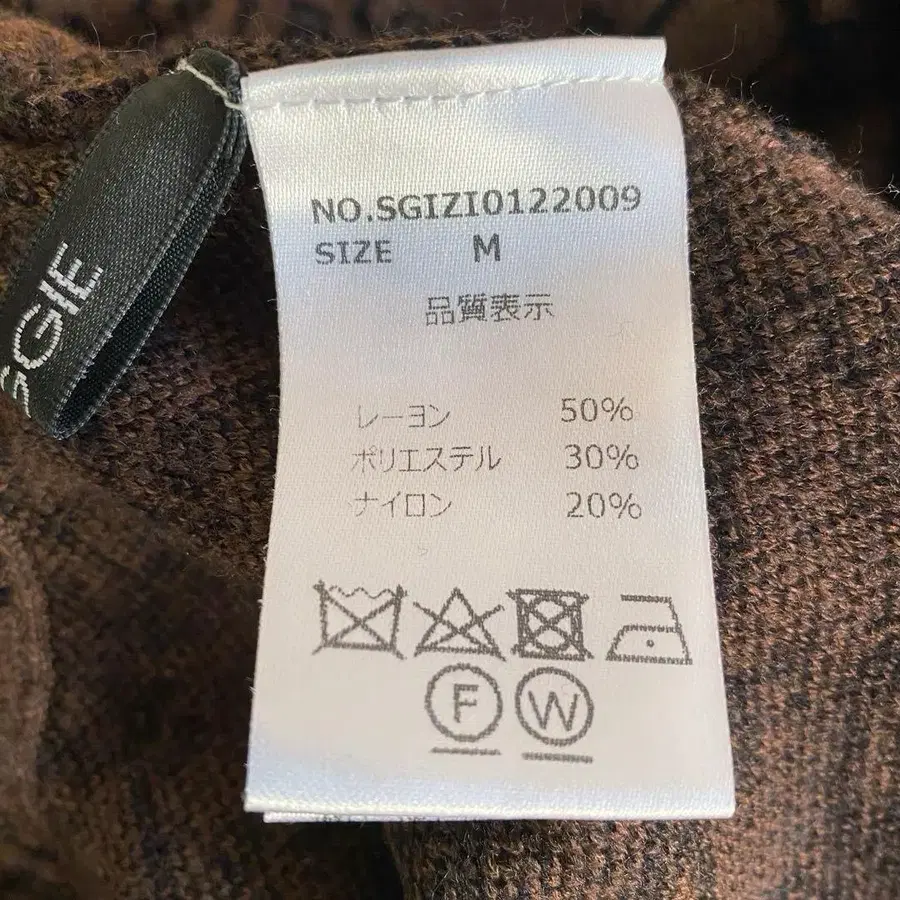 SGIE
NO.SGIZI0122009
SIZE M
品質表示
レーヨン 50%
ポリエステル 30%
ナイロン 20%
F W